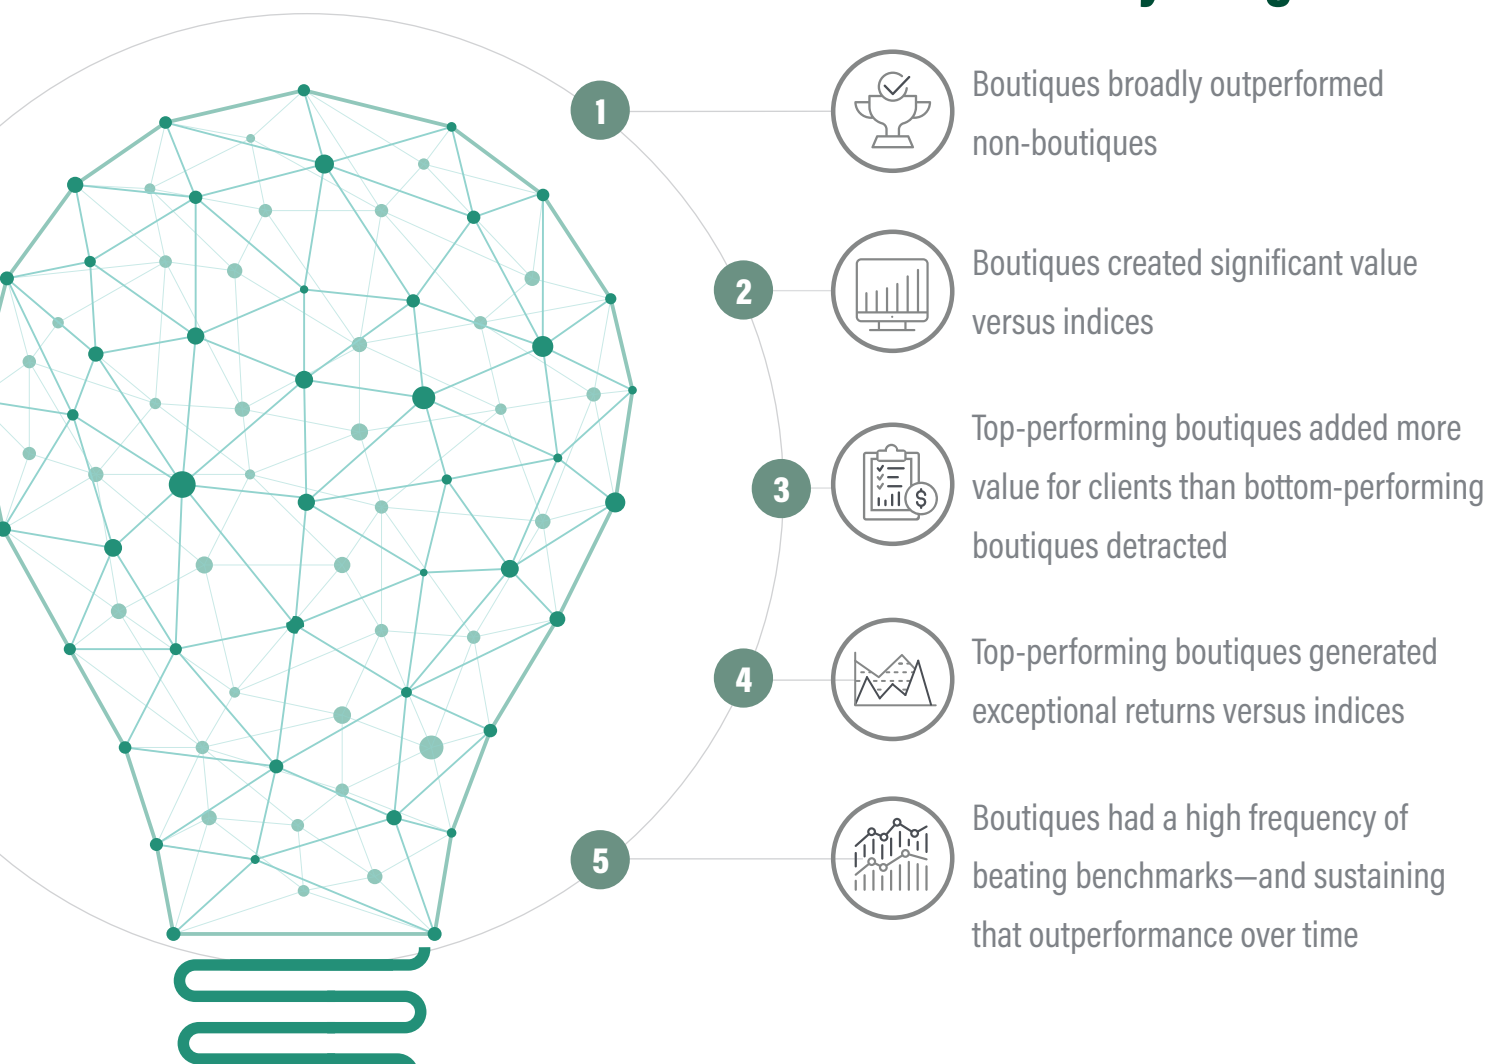 1
Boutiques broadly outperformed
non-boutiques
2
Boutiques created significant value
versus indices
3
Top-performing boutiques added more
value for clients than bottom-performing
boutiques detracted
$
4
Top-performing boutiques generated
exceptional returns versus indices
5
Boutiques had a high frequency of
beating benchmarks—and sustaining
that outperformance over time